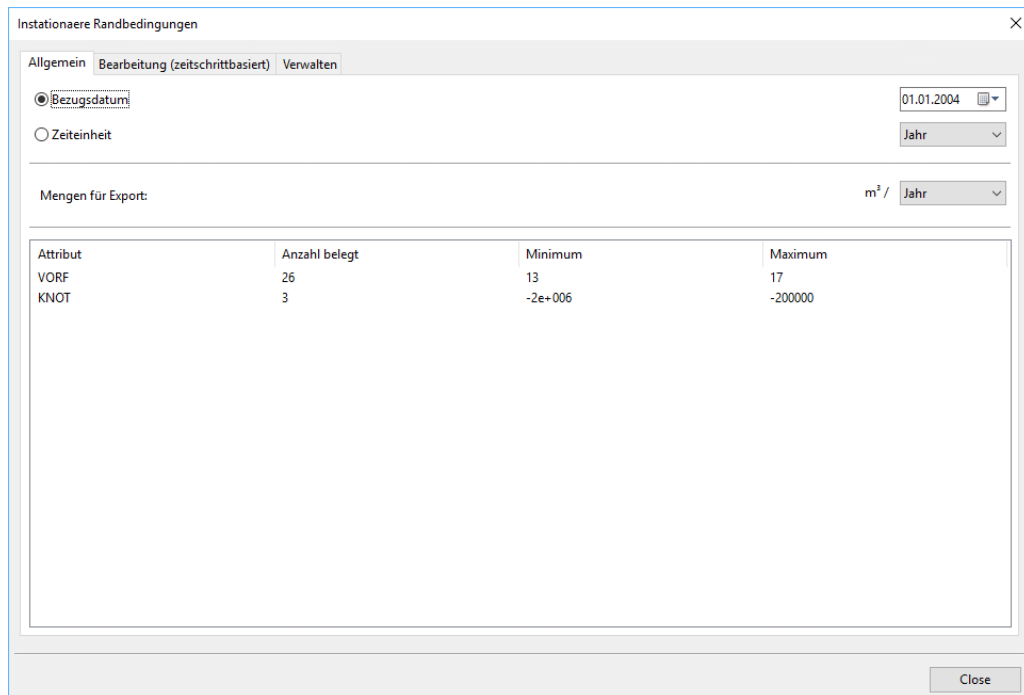 Instationaere Randbedingungen
Allgemein Bearbeitung (zeitschrittbasiert) Verwalten
Bezugsdatum 01.01.2004
Zeiteinheit Jahr
Mengen für Export: m³ / Jahr
Attribut Anzahl belegt Minimum Maximum
VORF 26 13 17
KNOT 3 -2e+006 -200000
Close